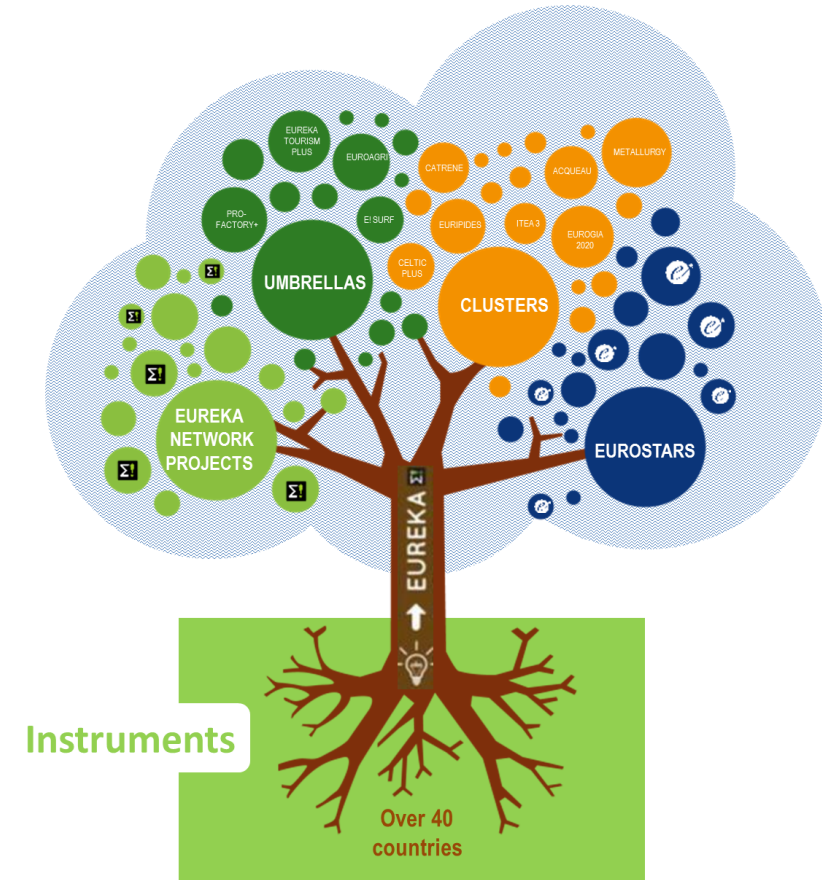 EUREKA
TOURISM
PLUS
EUROAGRI
PRO-
FACTORY+
E! SURF
UMBRELLAS
CATRENE
ACQUEAU
METALLURGY
EURIPIDES
ITEA 3
EUROGIA
2020
CELTIC
PLUS
CLUSTERS
Σ!
Σ!
Σ!
Σ!
Σ!
EUREKA
NETWORK
PROJECTS
EUROSTARS
EUREKA Σ!
Instruments
Over 40
countries